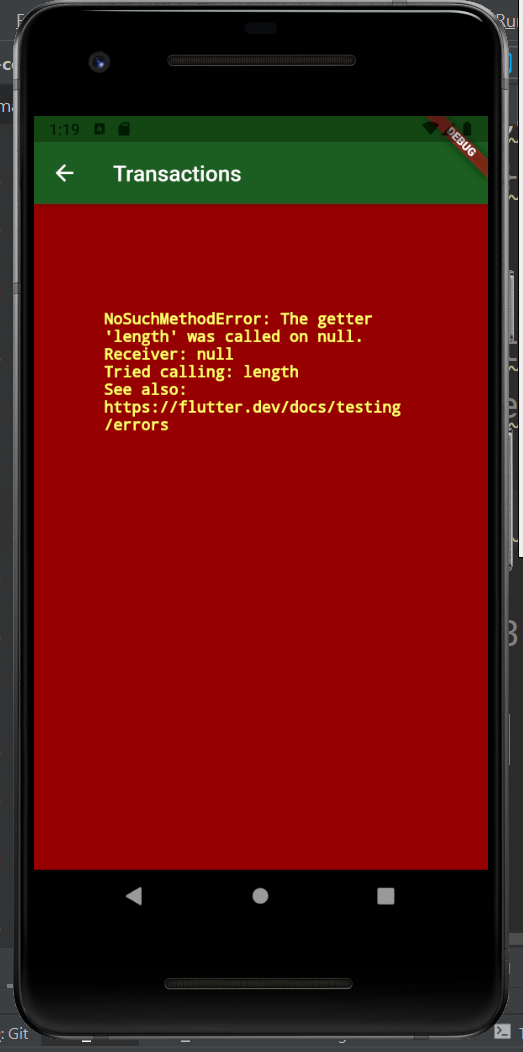 1:19
DEBUG
Transactions
NoSuchMethodError: The getter
'length' was called on null.
Receiver: null
Tried calling: length
See also:
https://flutter.dev/docs/testing
/errors
: Git